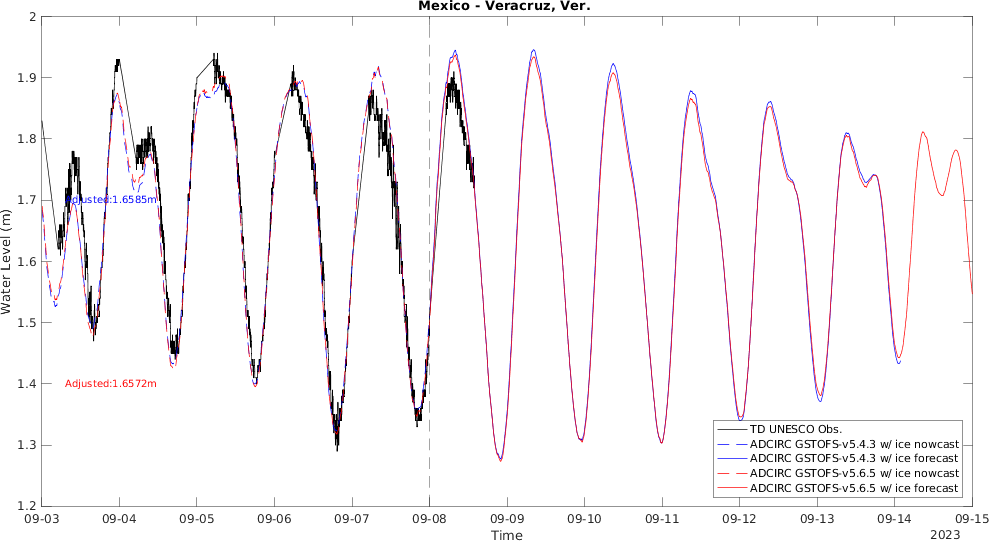 Mexico - Veracruz, Ver.
2
1.9
1.8
1.7
1.6
1.5
1.4
1.3
1.2
Water Level (m)
Adjusted:1.6585m
Adjusted:1.6572m
TD UNESCO Obs.
ADCIRC GSTOFS-v5.4.3 w/ ice nowcast
ADCIRC GSTOFS-v5.4.3 w/ ice forecast
ADCIRC GSTOFS-v5.6.5 w/ ice nowcast
ADCIRC GSTOFS-v5.6.5 w/ ice forecast
09-03 09-04 09-05 09-06 09-07 09-08 09-09 09-10 09-11 09-12 09-13 09-14 09-15
Time
2023